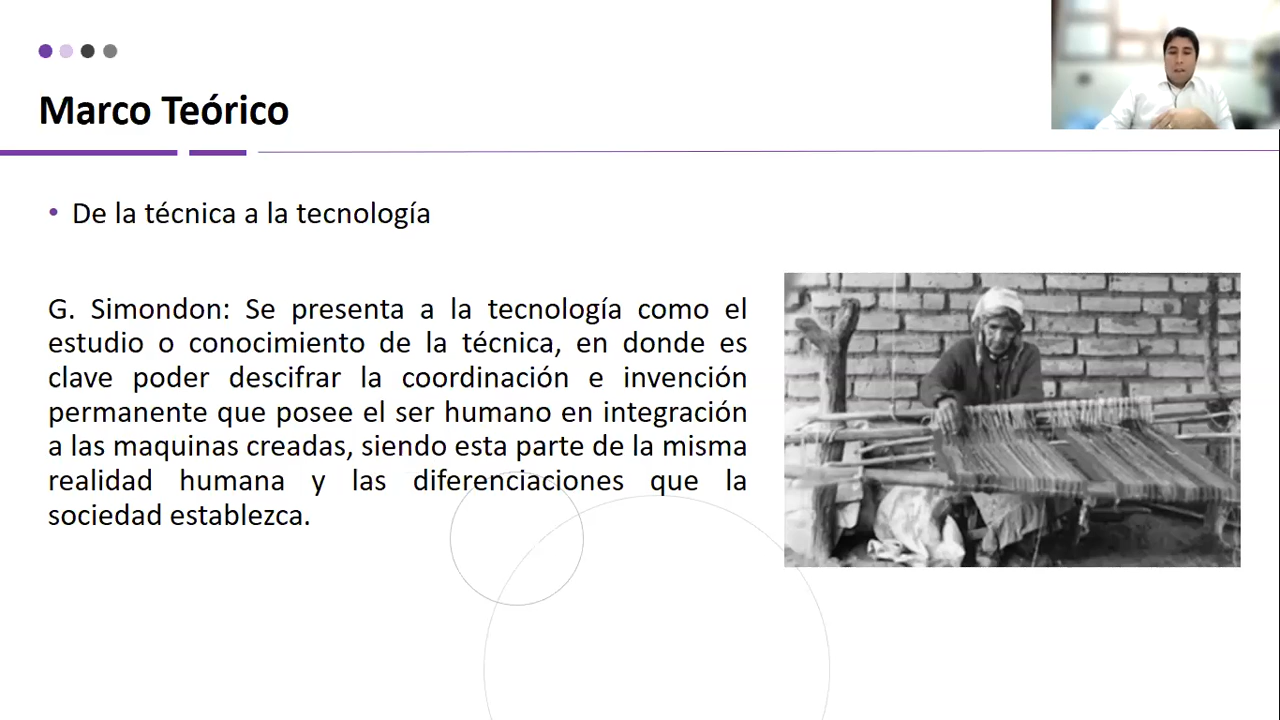 Marco Teórico
• De la técnica a la tecnología
G. Simondon: Se presenta a la tecnología como el
estudio o conocimiento de la técnica, en donde es
clave poder descifrar la coordinación e invención
permanente que posee el ser humano en integración
a las maquinas creadas, siendo esta parte de la misma
realidad humana y las diferenciaciones que la
sociedad establezca.